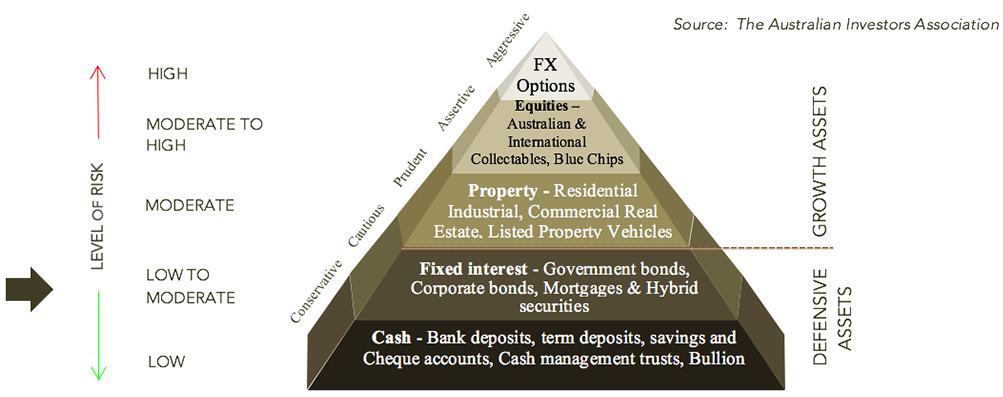 Source: The Australian Investors Association
LEVEL OF RISK
HIGH
MODERATE TO
HIGH
MODERATE
LOW TO
MODERATE
LOW
Aggressive
Assertive
Prudent
Cautious
Conservative
FX
Options
Equities –
Australian &
International
Collectables, Blue Chips
Property - Residential
Industrial, Commercial Real
Estate, Listed Property Vehicles
Fixed interest - Government bonds,
Corporate bonds, Mortgages & Hybrid
securities
Cash - Bank deposits, term deposits, savings and
Cheque accounts, Cash management trusts, Bullion
GROWTH ASSETS
DEFENSIVE
ASSETS